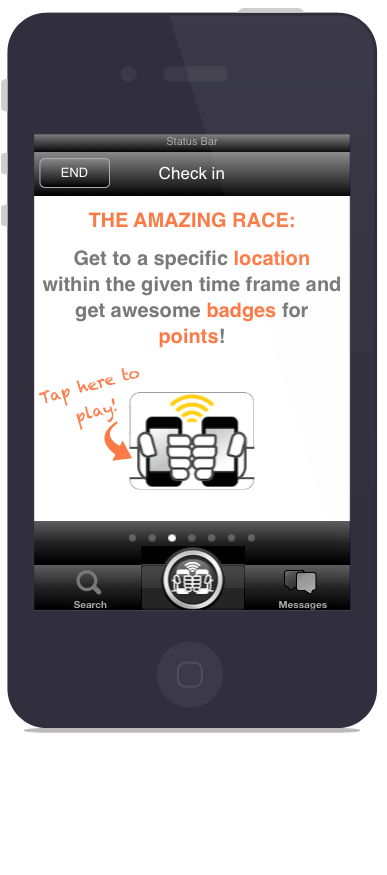 Status Bar
END
Check in
THE AMAZING RACE:
Get to a specific location
within the given time frame and
get awesome badges for
points!
Tap here to
play!
Search
Messages